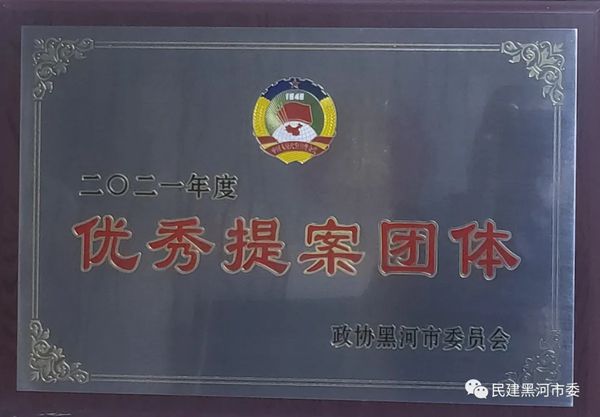 1949
二〇二一年度
优秀提案团体
政协黑河市委员会
民建黑河市委